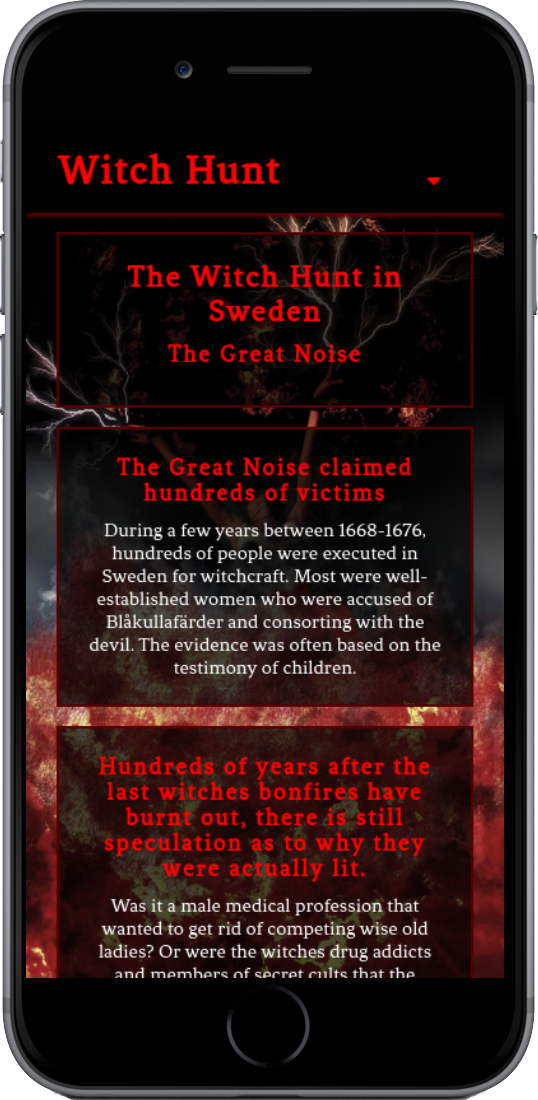 Witch Hunt
The Witch Hunt in
Sweden
The Great Noise
The Great Noise claimed
hundreds of victims
During a few years between 1668-1676,
hundreds of people were executed in
Sweden for witchcraft. Most were well-
established women who were accused of
Blåkullafärder and consorting with the
devil. The evidence was often based on the
testimony of children.
Hundreds of years after the
last witches bonfires have
burnt out, there is still
speculation as to why they
were actually lit.
Was it a male medical profession that
wanted to get rid of competing wise old
ladies? Or were the witches drug addicts
and members of secret cults that the